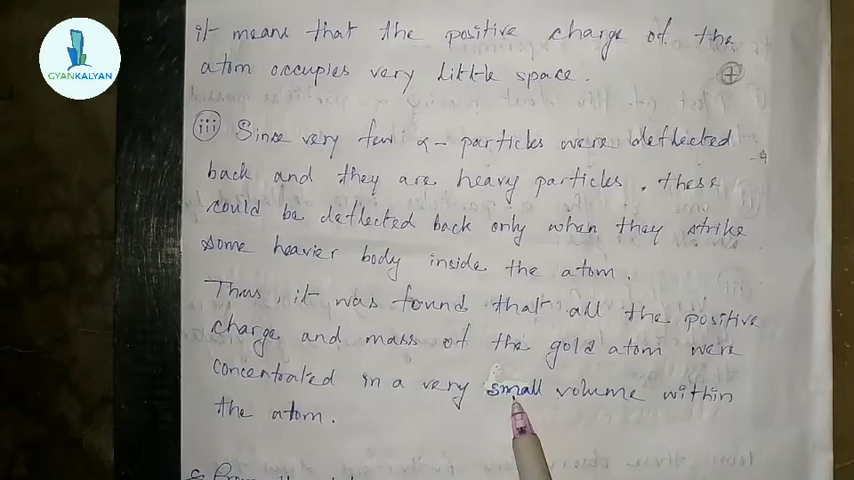 GYANKALYAN
it means that the positive charge of the
atom occupies very little space.
7
iii Since very few α- particles were deflected
back and they are heavy particles. these
could be deflected back only when they strike
some heavier body inside the atom.
Thus, it was found that all the positive
charge and mass of the gold atom were
concentrated in a very small volume within
the atom.